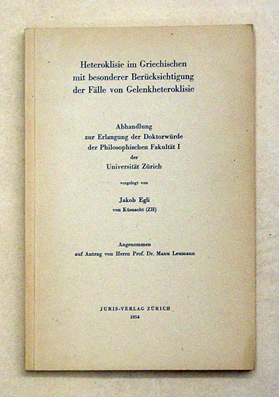 Heteroklisie im Griechischen
mit besonderer Berücksichtigung
der Fälle von Gelenkheteroklisie
Abhandlung
zur Erlangung der Doktorwürde
der Philosophischen Fakultät I
der
Universität Zürich
vorgelegt von
Jakob Egli
von Küsnacht (ZH)
Angenommen
auf Antrag von Herrn Prof. Dr. Manu Leumann
JURIS-VERLAG ZÜRICH
1954